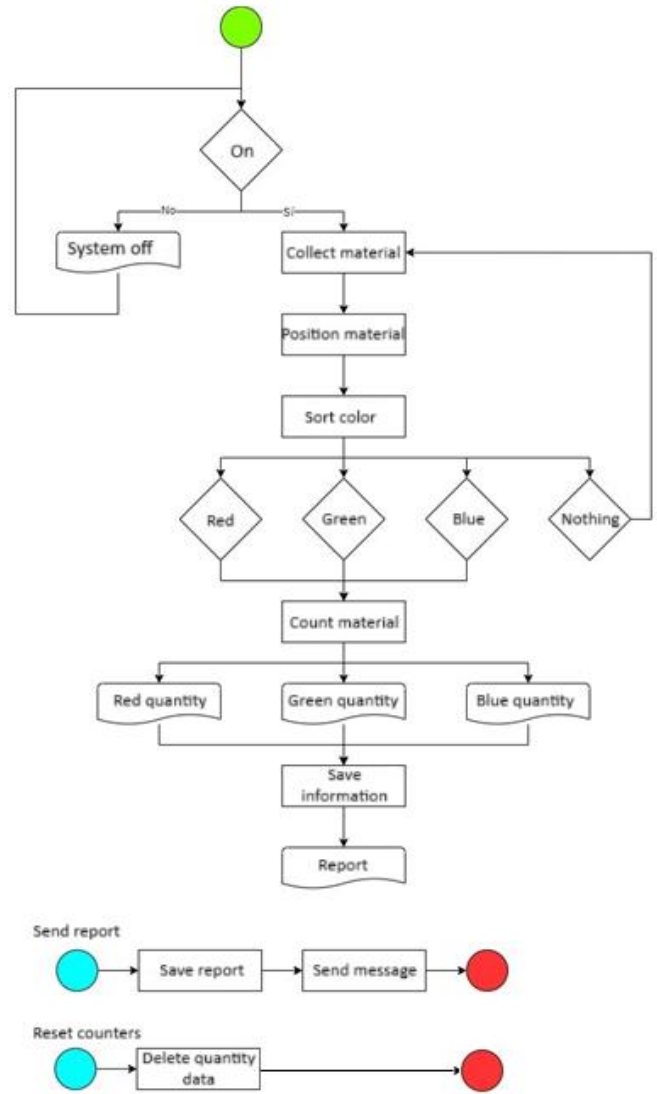 On
No
Sí
System off
Collect material
Position material
Sort color
Red
Green
Blue
Nothing
Count material
Red quantity
Green quantity
Blue quantity
Save
information
Report
Send report
Save report
Send message
Reset counters
Delete quantity
data